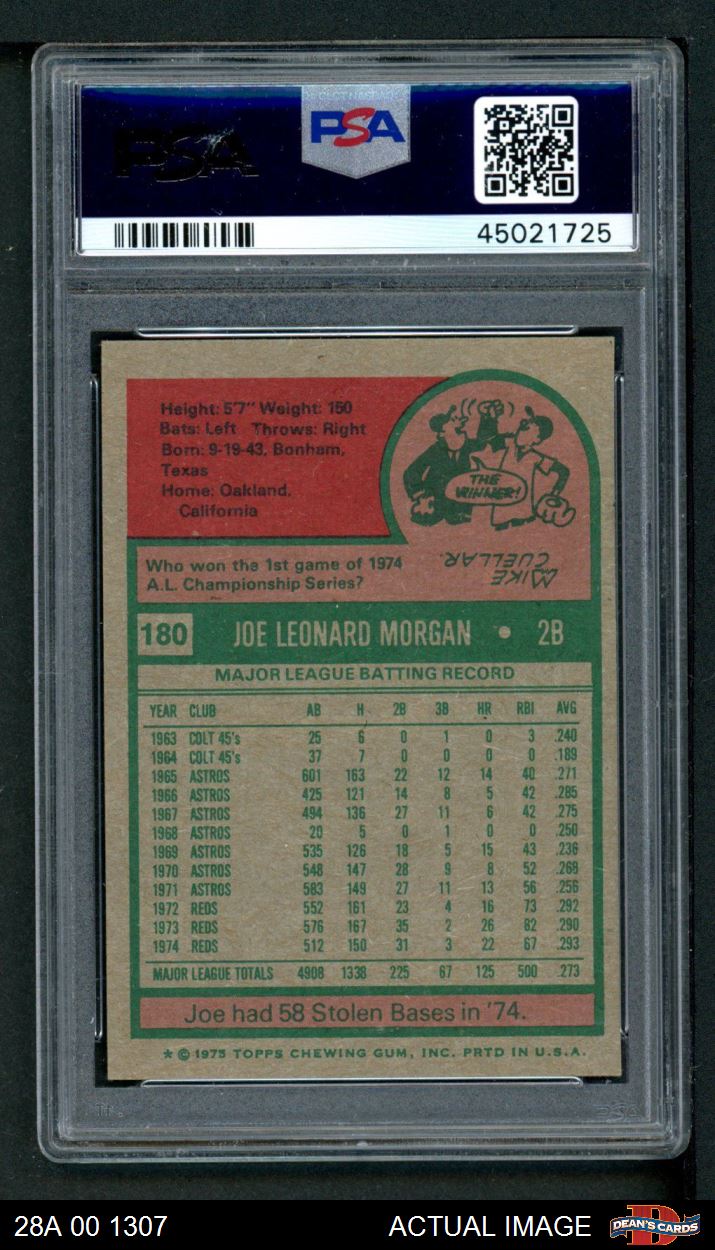 PSA
PSA
45021725
Height: 5'7" Weight: 150
Bats: Left Throws: Right
Born: 9-19-43, Bonham,
Texas
Home: Oakland,
California
THE
WINNER!
MIKE
CUELLAR.
Who won the 1st game of 1974
A.L. Championship Series?
180 JOE LEONARD MORGAN • 2B
MAJOR LEAGUE BATTING RECORD
YEAR CLUB AB H 2B 3B HR RBI AVG
1963 COLT 45's 25 6 0 1 0 3 .240
1964 COLT 45's 37 7 0 0 0 0 .189
1965 ASTROS 601 163 22 12 14 40 .271
1966 ASTROS 425 121 14 8 5 42 .285
1967 ASTROS 494 136 27 11 6 42 .275
1968 ASTROS 20 5 0 1 0 0 .250
1969 ASTROS 535 126 18 5 15 43 .236
1970 ASTROS 548 147 28 9 8 52 .268
1971 ASTROS 583 149 27 11 13 56 .256
1972 REDS 552 161 23 4 16 73 .292
1973 REDS 576 167 35 2 26 82 .290
1974 REDS 512 150 31 3 22 67 .293
MAJOR LEAGUE TOTALS 4908 1338 225 67 125 500 .273
Joe had 58 Stolen Bases in '74.
* © 1975 TOPPS CHEWING GUM, INC. PRTD IN U.S.A.
PSA
28A 00 1307 ACTUAL IMAGE DEAN'S CARDS